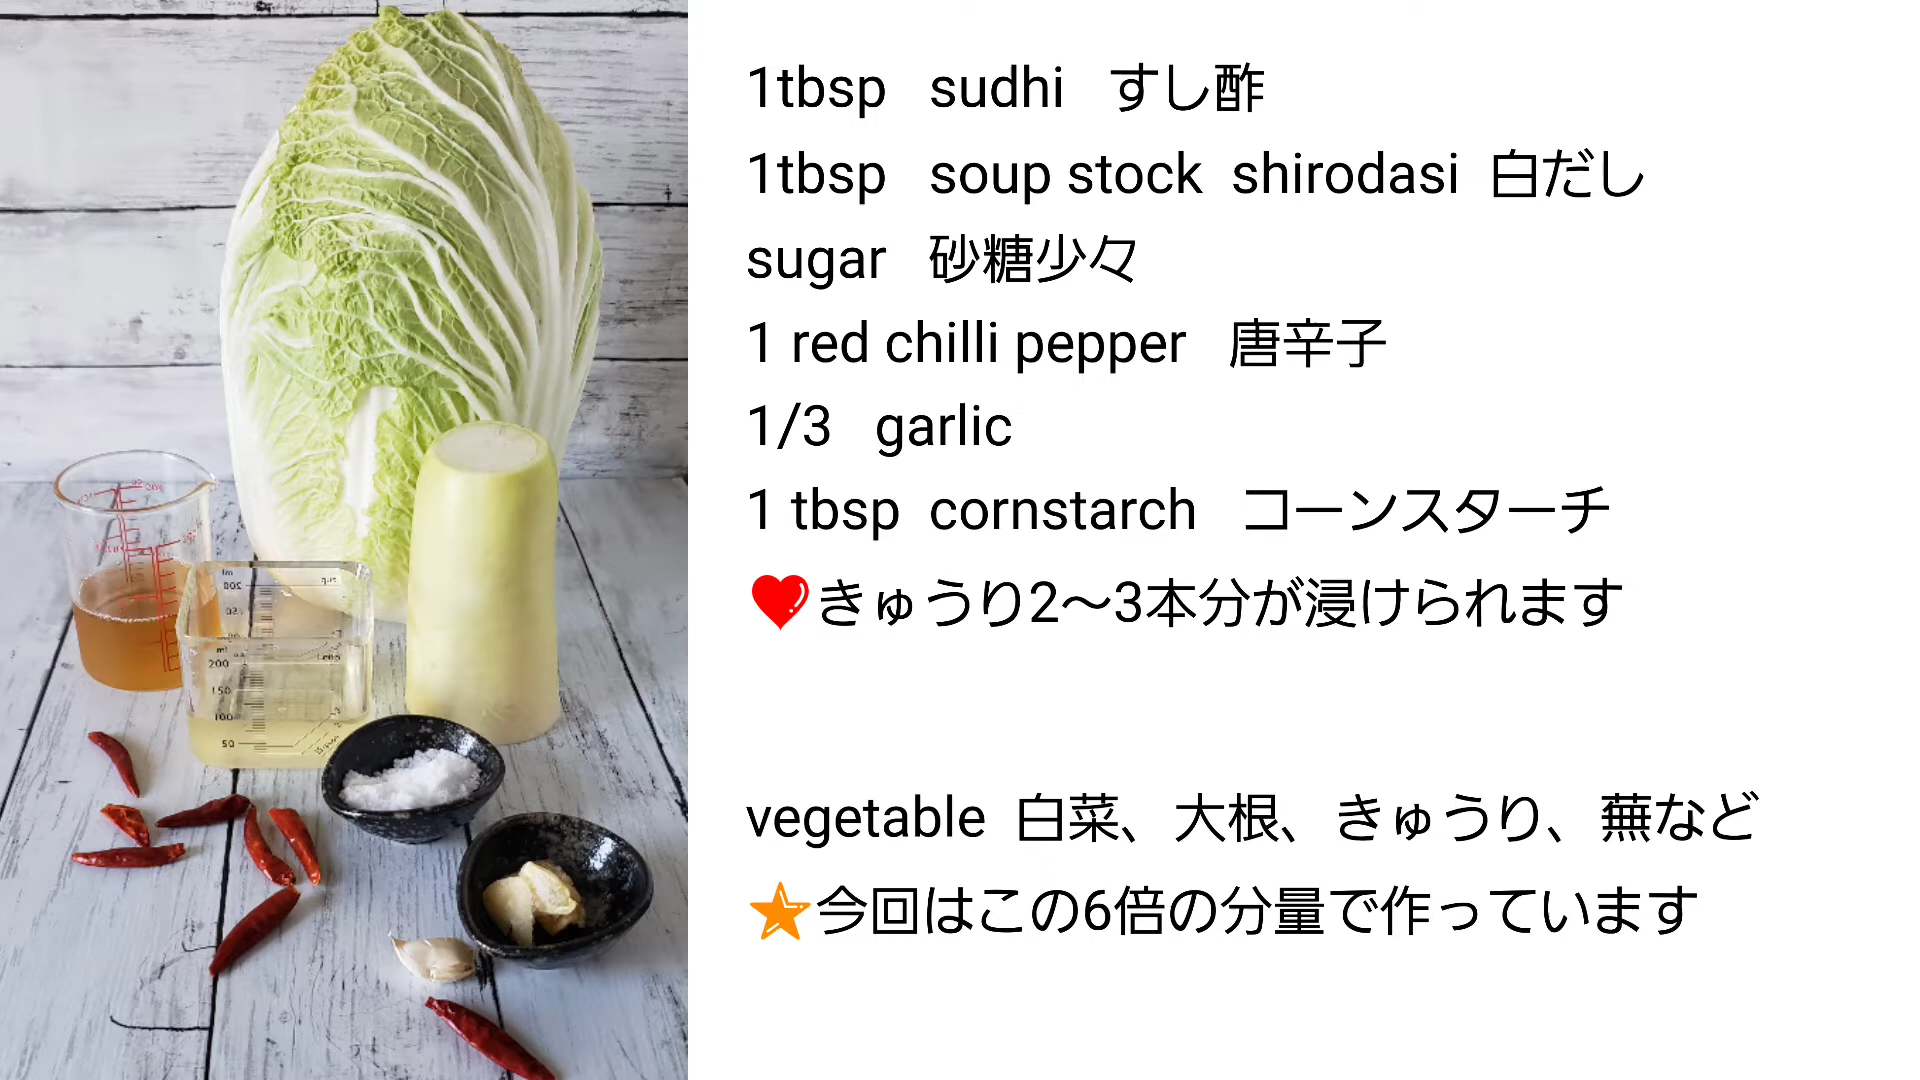 1tbsp sudhi すし酢
1tbsp soup stock shirodasi 白だし
sugar 砂糖少々
1 red chilli pepper 唐辛子
1/3 garlic
1 tbsp cornstarch コーンスターチ
❤きゅうり2〜3本分が浸けられます
vegetable 白菜、大根、きゅうり、蕪など
⭐今回はこの6倍の分量で作っています
200
150
100
50